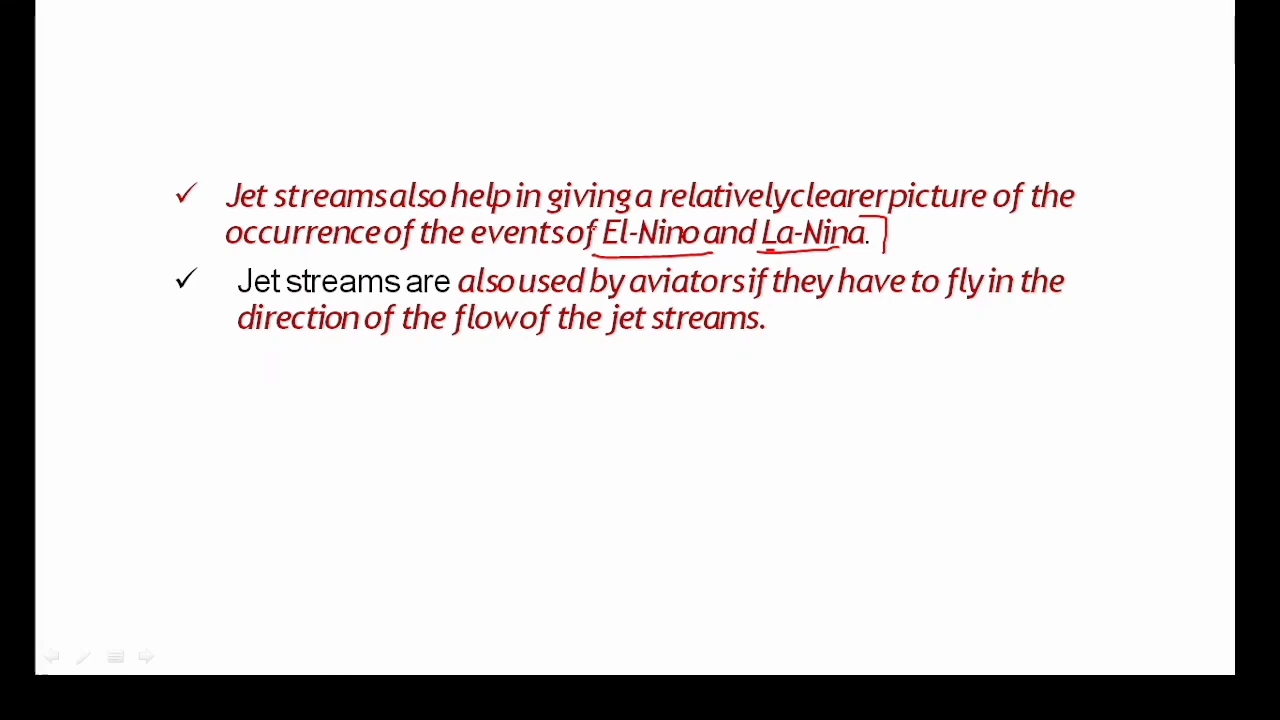 ✓ Jet streams also help in giving a relatively clearer picture of the
occurrence of the events of El-Nino and La-Nina.
✓ Jet streams are also used by aviators if they have to fly in the
direction of the flow of the jet streams.